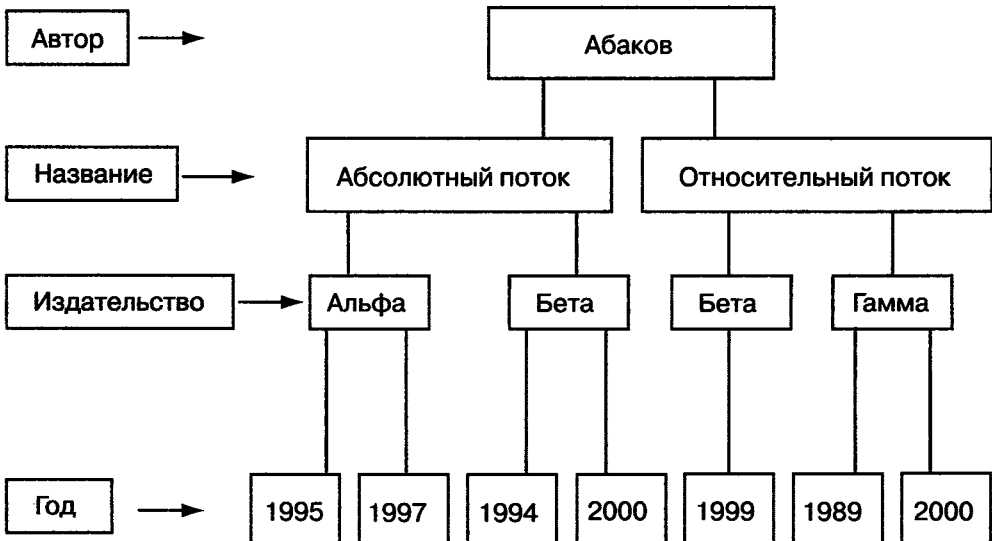 Автор
Абаков
Название
Абсолютный поток
Относительный поток
Издательство
Альфа
Бета
Бета
Гамма
Год
1995
1997
1994
2000
1999
1989
2000